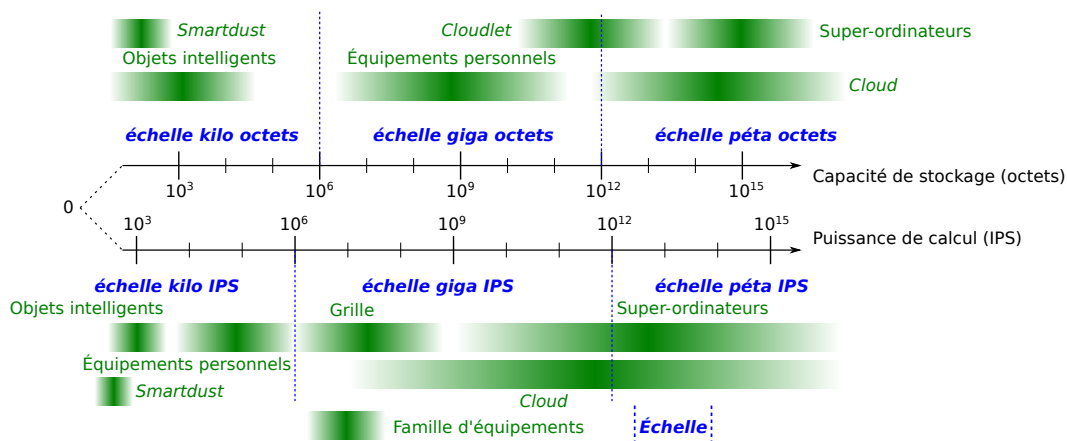 Smartdust
Cloudlet
Super-ordinateurs
Objets intelligents
Équipements personnels
Cloud
échelle kilo octets
échelle giga octets
échelle péta octets
10³
10⁶
10⁹
10¹²
10¹⁵
Capacité de stockage (octets)
0
10³
10⁶
10⁹
10¹²
10¹⁵
Puissance de calcul (IPS)
échelle kilo IPS
échelle giga IPS
échelle péta IPS
Objets intelligents
Grille
Super-ordinateurs
Équipements personnels
Smartdust
Cloud
Famille d'équipements
Échelle